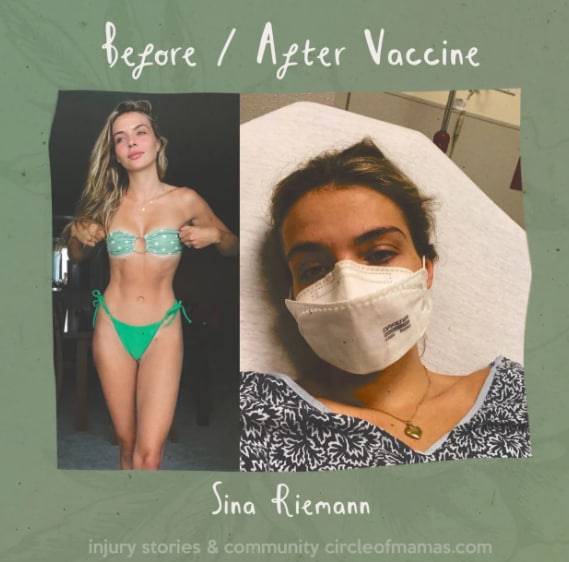 Before / After Vaccine
Sina Riemann
injury stories & community circleofmamas.com